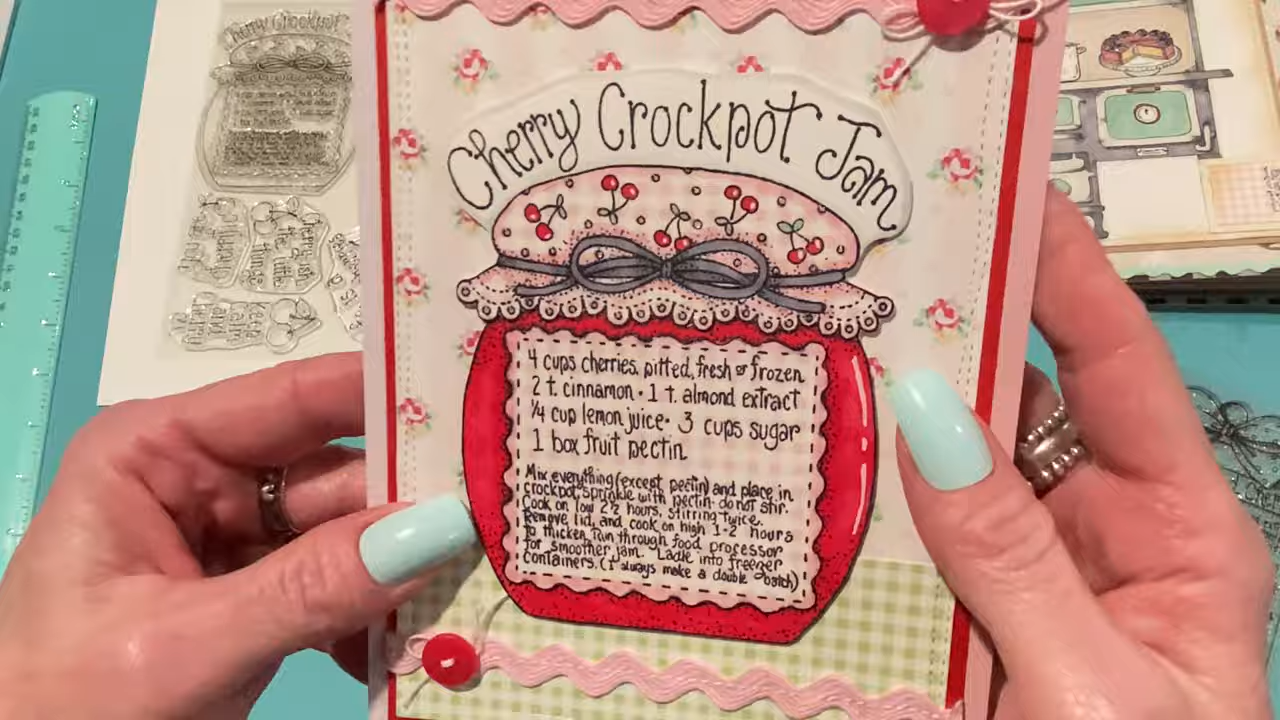 Cherry Crockpot Jam
Cherry Crockpot Jam
4 cups cherries, pitted, fresh or frozen
2 t. cinnamon • 1 t. almond extract
¼ cup lemon juice • 3 cups sugar
1 box fruit pectin
Mix everything (except pectin) and place in
crockpot, sprinkle with pectin - do not stir.
Cook on low 2½ hours, stirring twice.
Remove lid, and cook on high 1-2 hours
to thicken. Run through food processor
for smoother jam. Ladle into freezer
containers. (I always make a double batch)